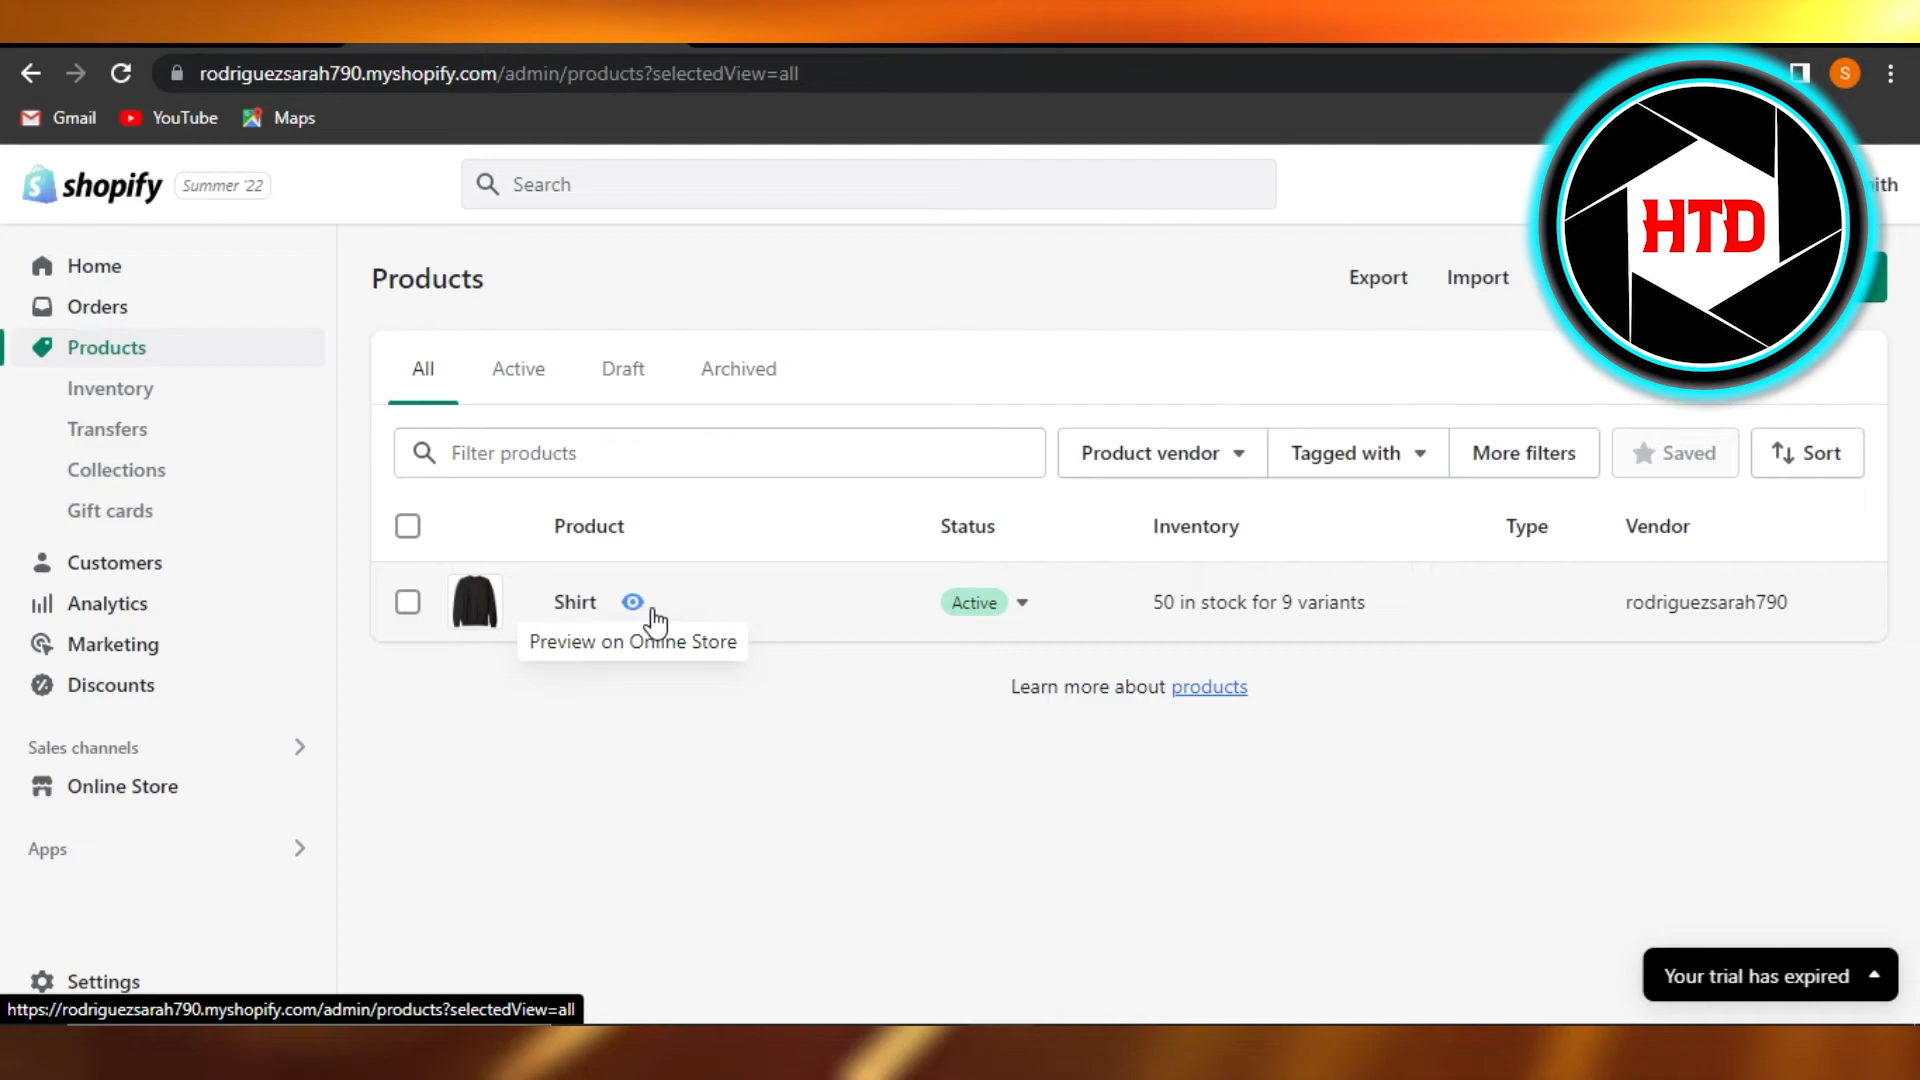 rodriguezsarah790.myshopify.com/admin/products?selectedView=all
S
Gmail
YouTube
Maps
shopify
Summer '22
Search
ith
HTD
Home
Orders
Products
Inventory
Transfers
Collections
Gift cards
Customers
Analytics
Marketing
Discounts
Sales channels
Online Store
Apps
Settings
Products
Export
Import
All
Active
Draft
Archived
Filter products
Product vendor
Tagged with
More filters
Saved
Sort
Product
Status
Inventory
Type
Vendor
Shirt
Active
50 in stock for 9 variants
rodriguezsarah790
Preview on Online Store
Learn more about products
Your trial has expired
https://rodriguezsarah790.myshopify.com/admin/products?selectedView=all